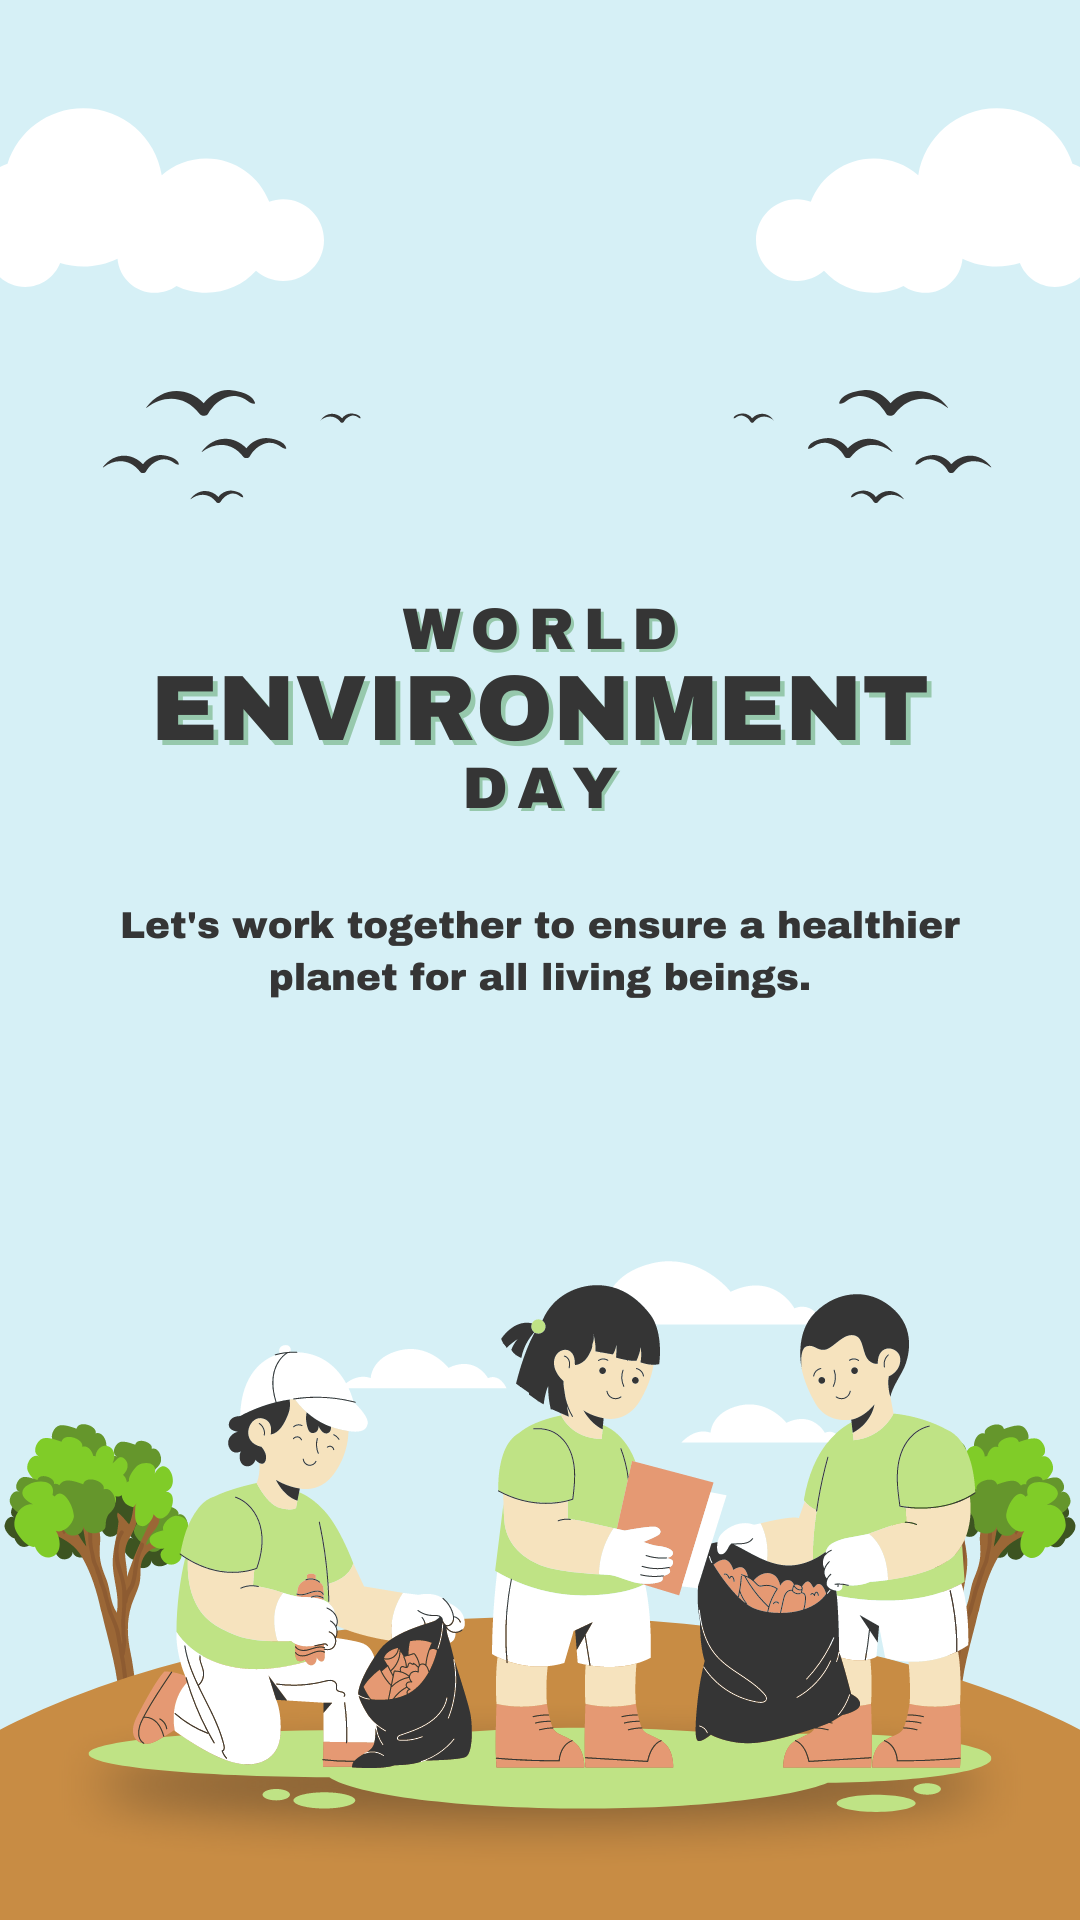 WORLD
ENVIRONMENT
DAY
Let's work together to ensure a healthier
planet for all living beings.